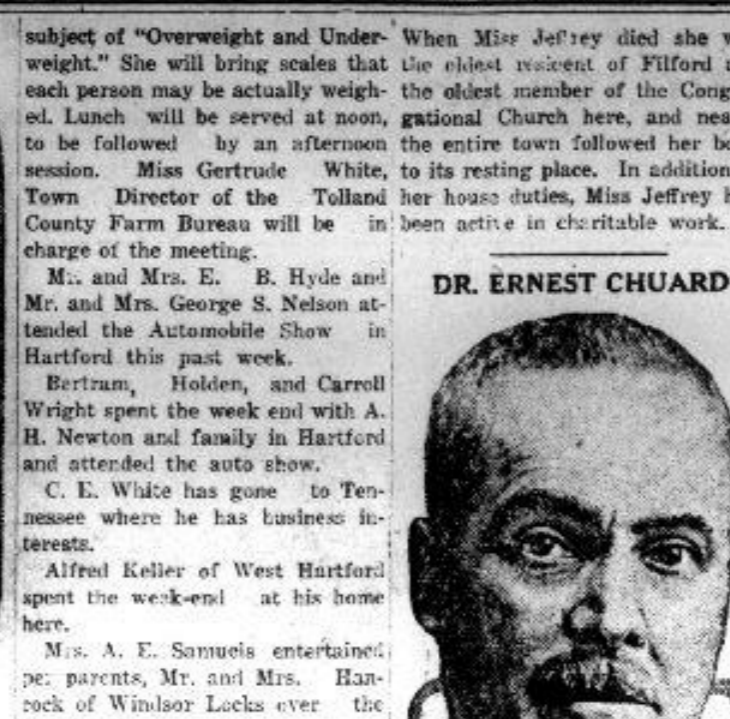 subject of "Overweight and Under-
weight." She will bring scales that
each person may be actually weigh-
ed. Lunch will be served at noon,
to be followed by an afternoon
session. Miss Gertrude White,
Town Director of the Tolland
County Farm Bureau will be in
charge of the meeting.
Mr. and Mrs. E. B. Hyde and
Mr. and Mrs. George S. Nelson at-
tended the Automobile Show in
Hartford this past week.
Bertram, Holden, and Carroll
Wright spent the week end with A.
H. Newton and family in Hartford
and attended the auto show.
C. E. White has gone to Ten-
nessee where he has business in-
terests.
Alfred Keller of West Hartford
spent the week-end at his home
here.
Mrs. A. E. Samuels entertained
parents, Mr. and Mrs. Han-
cock of Windsor Locks over the
When Miss Jeffrey died she
the oldest resident of Filford
the oldest member of the Cong
gational Church here, and nea
the entire town followed her bo
to its resting place. In addition
her house duties, Miss Jeffrey h
been active in charitable work.
DR. ERNEST CHUARD